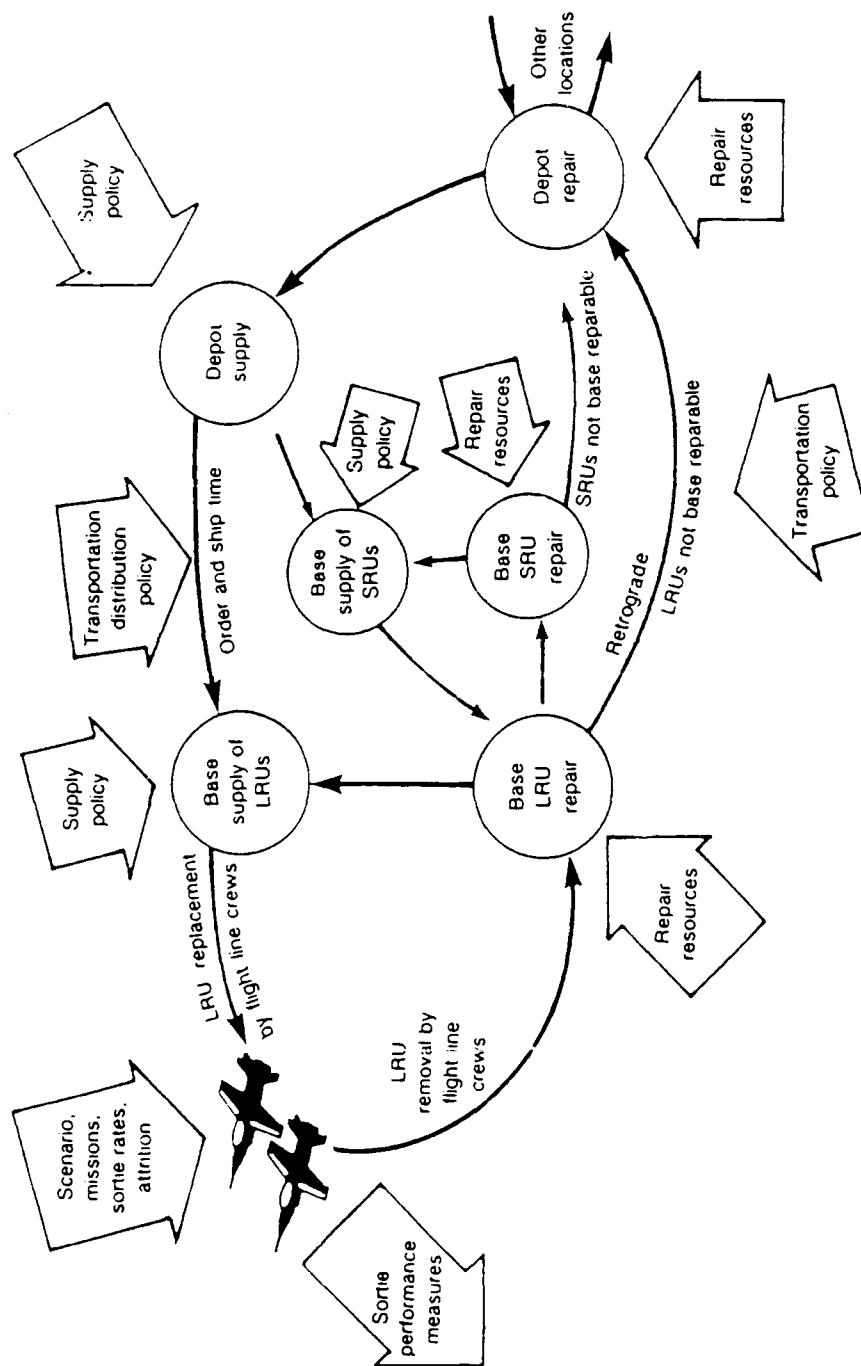 Scenario,
missions,
sortie rates,
attrition
Supply
policy
Transportation
distribution
policy
Supply
policy
Sortie
performance
measures
LRU replacement
by flight line crews
Base
supply of
LRUs
Order and ship time
Depot
supply
LRU
removal by
flight line
crews
Base
supply of
SRUs
Supply
policy
Repair
resources
Base
SRU
repair
SRUs not base reparable
Base
LRU
repair
Retrograde
LRUs not base reparable
Depot
repair
Other
locations
Repair
resources
Transportation
policy
Repair
resources